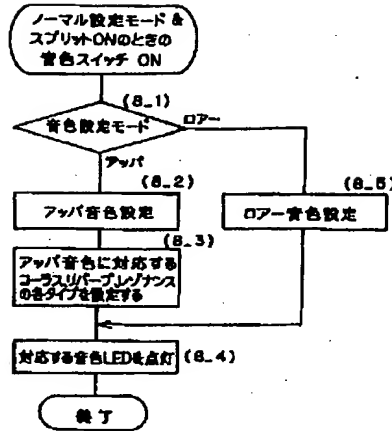 ノーマル設定モード &
スプリットONのときの
音色スイッチ ON
(8_1)
音色設定モード
ロアー
アッパ
(8_2)
アッパ音色設定
(8_5)
ロアー音色設定
(8_3)
アッパ音色に対応する
コーラス,リバーブ,レゾナンス
の各タイプを設定する
対応する音色LEDを点灯
(8_4)
終了